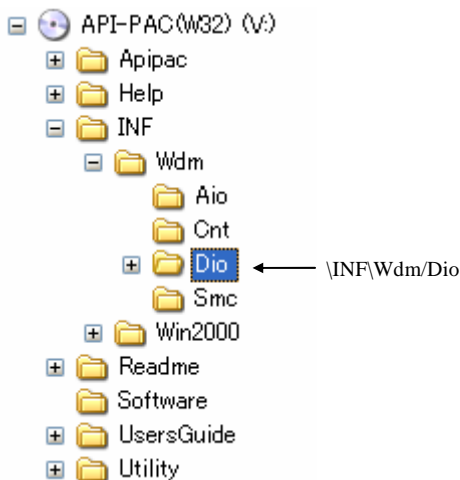 API-PAC(W32) (V:)
Apipac
Help
INF
Wdm
Aio
Cnt
Dio
\INF\Wdm/Dio
Smc
Win2000
Readme
Software
UsersGuide
Utility